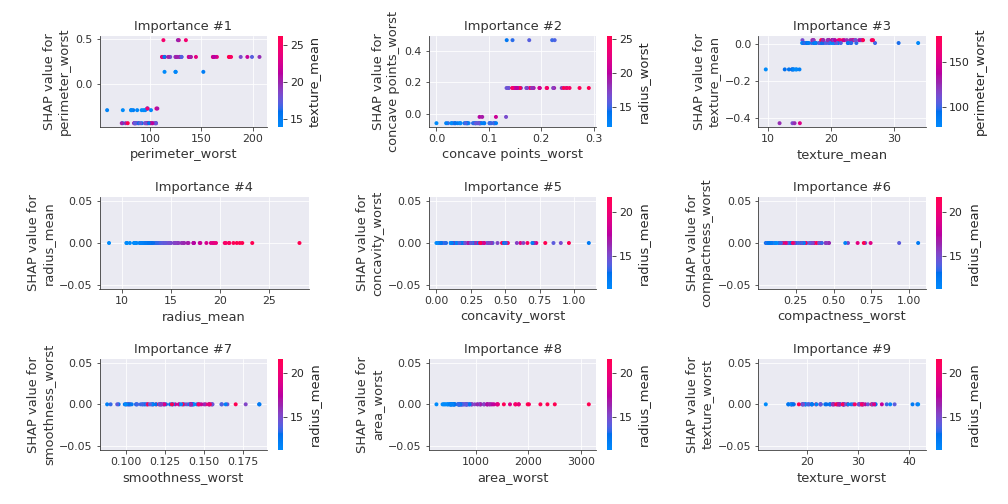 Importance #1
SHAP value for
perimeter_worst
0.5
0.0
100
150
200
perimeter_worst
25
20
15
texture_mean
Importance #2
SHAP value for
concave points_worst
0.4
0.2
0.0
0.0
0.1
0.2
0.3
concave points_worst
25
20
15
radius_worst
Importance #3
SHAP value for
texture_mean
0.0
−0.2
−0.4
10
20
30
texture_mean
150
100
perimeter_worst
Importance #4
SHAP value for
radius_mean
0.05
0.00
−0.05
10
15
20
25
radius_mean
Importance #5
SHAP value for
concavity_worst
0.05
0.00
−0.05
0.00
0.25
0.50
0.75
1.00
concavity_worst
20
15
radius_mean
Importance #6
SHAP value for
compactness_worst
0.05
0.00
−0.05
0.25
0.50
0.75
1.00
compactness_worst
20
15
radius_mean
Importance #7
SHAP value for
smoothness_worst
0.05
0.00
−0.05
0.100
0.125
0.150
0.175
smoothness_worst
20
15
radius_mean
Importance #8
SHAP value for
area_worst
0.05
0.00
−0.05
1000
2000
3000
area_worst
20
15
radius_mean
Importance #9
SHAP value for
texture_worst
0.05
0.00
−0.05
20
30
40
texture_worst
20
15
radius_mean